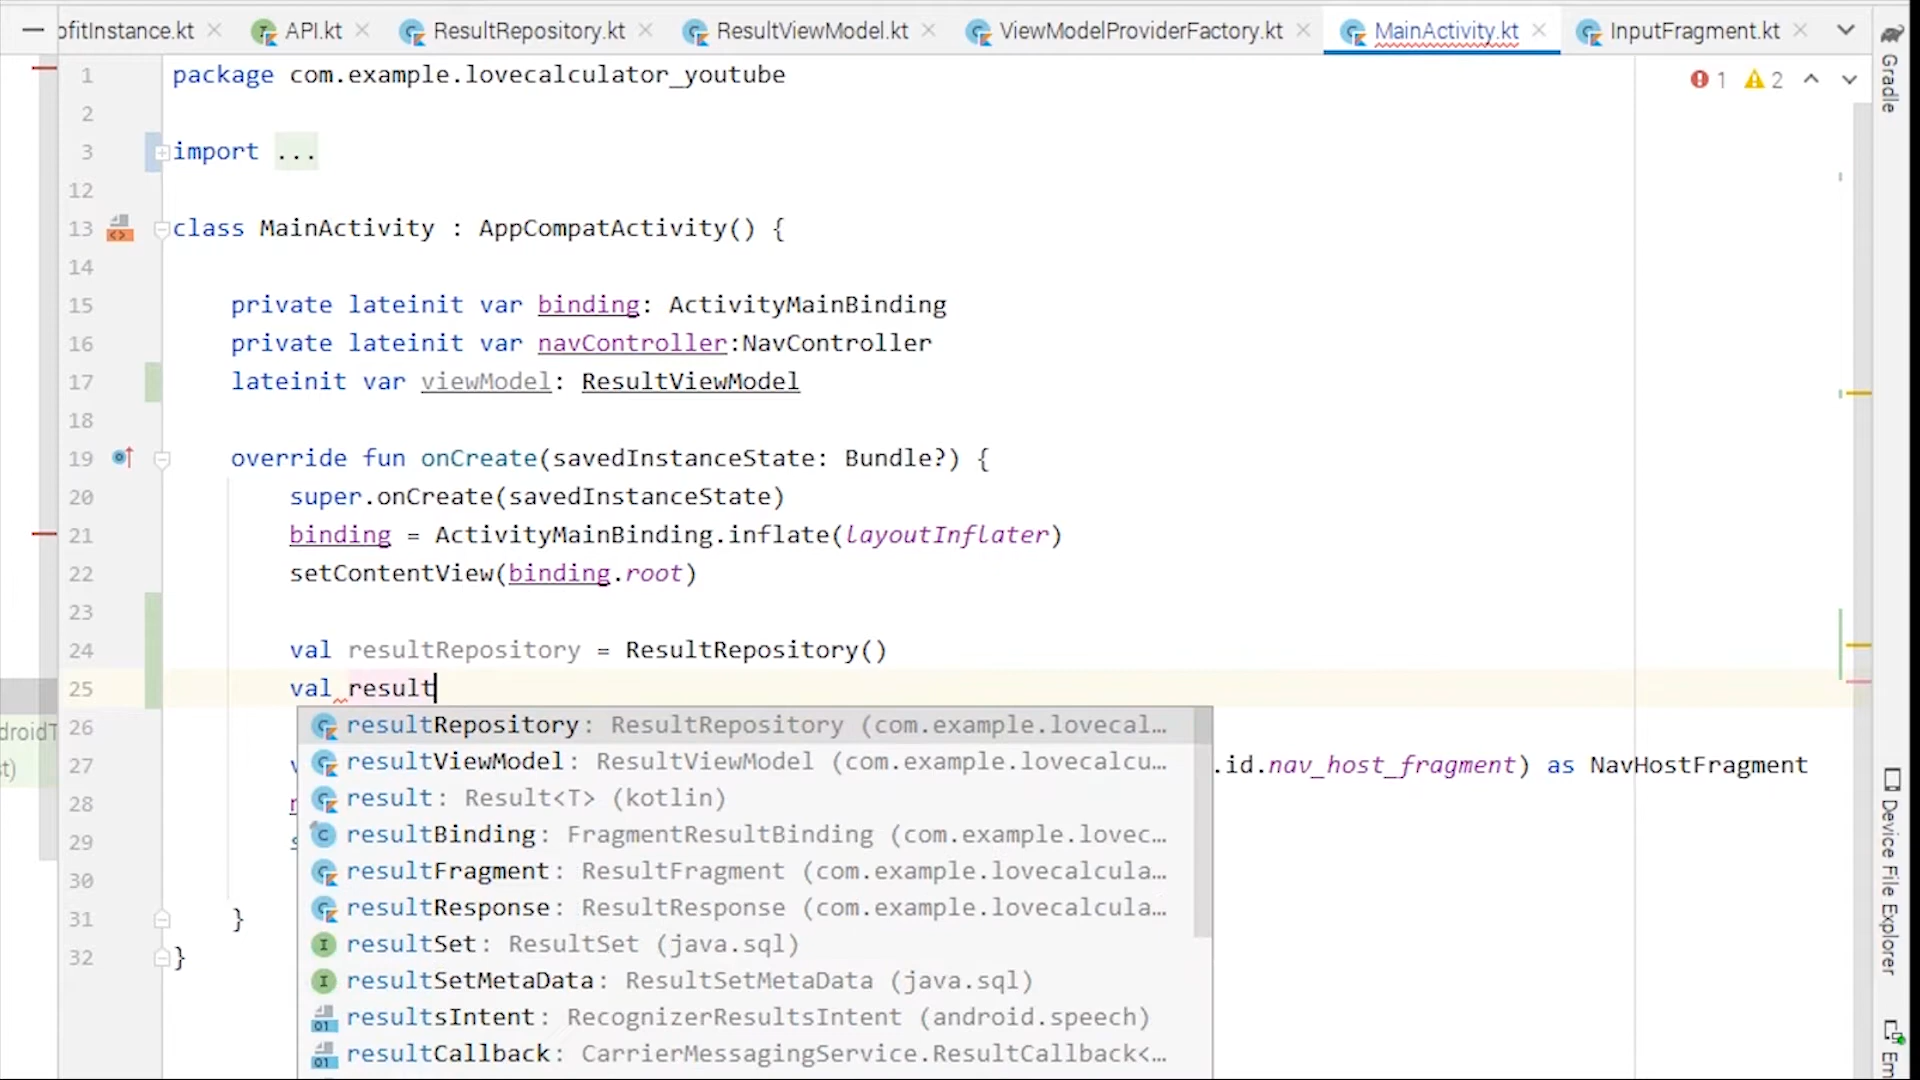 ofitInstance.kt API.kt ResultRepository.kt ResultViewModel.kt ViewModelProviderFactory.kt MainActivity.kt InputFragment.kt
1 package com.example.lovecalculator_youtube
1 2
2
3 import ...
12
13 class MainActivity : AppCompatActivity() {
14
15 private lateinit var binding: ActivityMainBinding
16 private lateinit var navController:NavController
17 lateinit var viewModel: ResultViewModel
18
19 override fun onCreate(savedInstanceState: Bundle?) {
20 super.onCreate(savedInstanceState)
21 binding = ActivityMainBinding.inflate(layoutInflater)
22 setContentView(binding.root)
23
24 val resultRepository = ResultRepository()
25 val result
26
27 .id.nav_host_fragment) as NavHostFragment
28
29
30
31 }
32 }
resultRepository: ResultRepository (com.example.lovecal…
resultViewModel: ResultViewModel (com.example.lovecalcu…
result: Result<T> (kotlin)
resultBinding: FragmentResultBinding (com.example.lovec…
resultFragment: ResultFragment (com.example.lovecalcula…
resultResponse: ResultResponse (com.example.lovecalcula…
resultSet: ResultSet (java.sql)
resultSetMetaData: ResultSetMetaData (java.sql)
resultsIntent: RecognizerResultsIntent (android.speech)
resultCallback: CarrierMessagingService.ResultCallback<…
droidT
t)
Gradle
Device File Explorer
Em